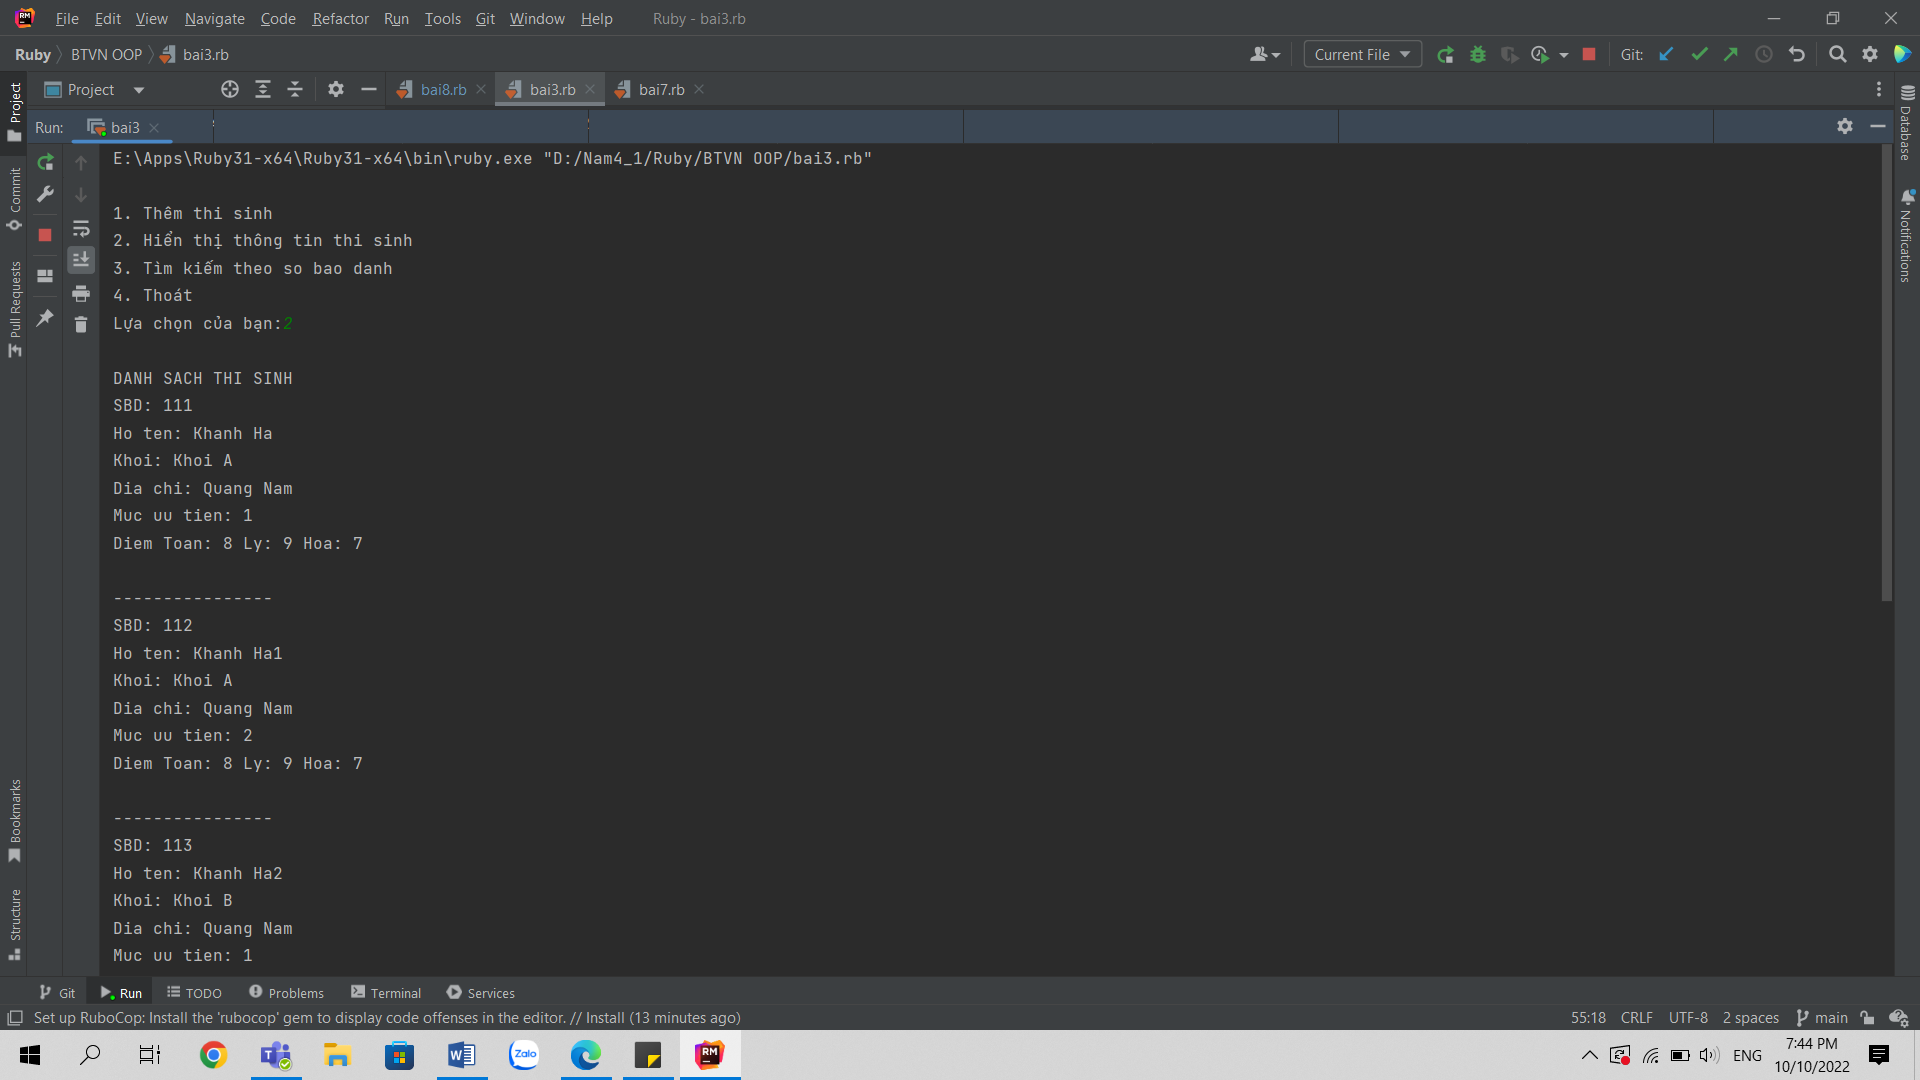 File Edit View Navigate Code Refactor Run Tools Git Window Help Ruby - bai3.rb
Ruby BTVN OOP bai3.rb Current File Git:
Project bai8.rb bai3.rb bai7.rb
Run: bai3
E:\Apps\Ruby31-x64\Ruby31-x64\bin\ruby.exe "D:/Nam4_1/Ruby/BTVN OOP/bai3.rb"
1. Thêm thi sinh
2. Hiển thị thông tin thi sinh
3. Tìm kiếm theo so bao danh
4. Thoát
Lựa chọn của bạn:2
DANH SACH THI SINH
SBD: 111
Ho ten: Khanh Ha
Khoi: Khoi A
Dia chi: Quang Nam
Muc uu tien: 1
Diem Toan: 8 Ly: 9 Hoa: 7
----------------
SBD: 112
Ho ten: Khanh Ha1
Khoi: Khoi A
Dia chi: Quang Nam
Muc uu tien: 2
Diem Toan: 8 Ly: 9 Hoa: 7
----------------
SBD: 113
Ho ten: Khanh Ha2
Khoi: Khoi B
Dia chi: Quang Nam
Muc uu tien: 1
Project
Commit
Pull Requests
Bookmarks
Structure
Database
Notifications
Git Run TODO Problems Terminal Services
Set up RuboCop: Install the 'rubocop' gem to display code offenses in the editor. // Install (13 minutes ago) 55:18 CRLF UTF-8 2 spaces main
Zalo
RM
ENG
7:44 PM
10/10/2022